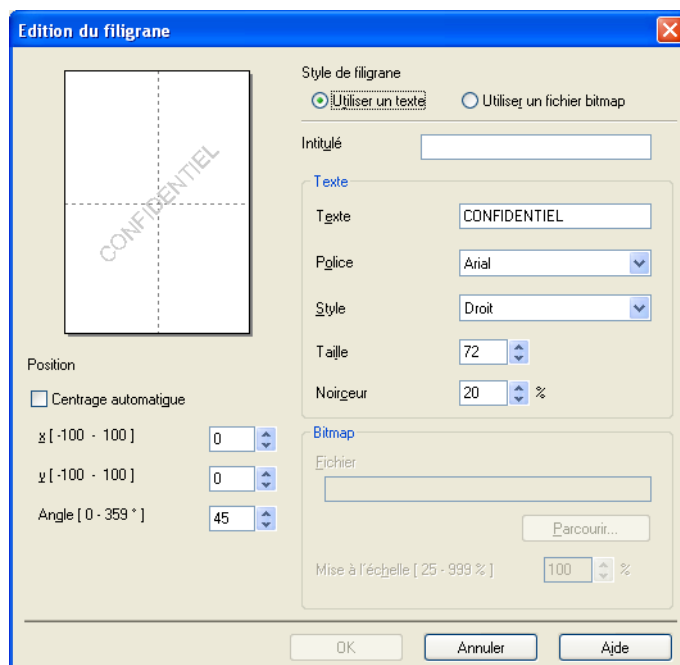 Edition du filigrane
CONFIDENTIEL
Style de filigrane
Utiliser un texte
Utiliser un fichier bitmap
Intitulé
Texte
Texte
CONFIDENTIEL
Police
Arial
Style
Droit
Taille
72
Noirceur
20 %
Position
Centrage automatique
x [ -100 - 100 ]
0
y [ -100 - 100 ]
0
Angle [ 0 - 359 ° ]
45
Bitmap
Fichier
Parcourir...
Mise à l'échelle [ 25 - 999 % ]
100 %
OK
Annuler
Aide